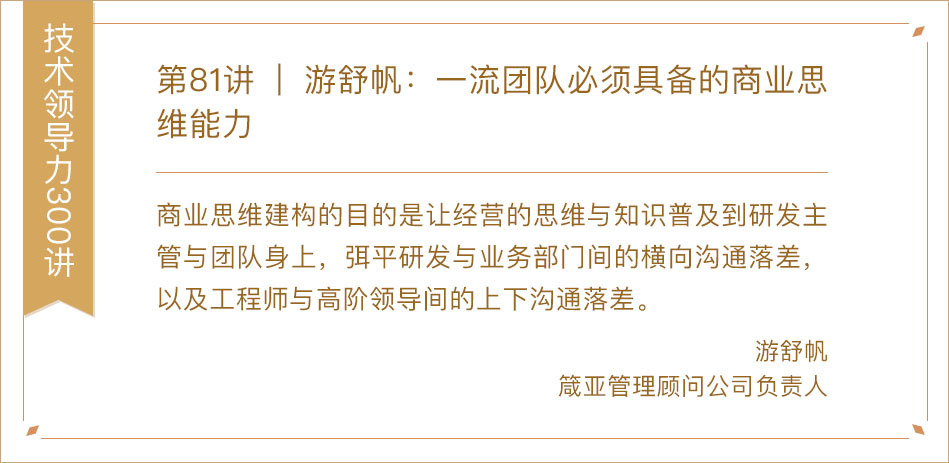 技术领导力300讲
第81讲 | 游舒帆：一流团队必须具备的商业思
维能力
商业思维建构的目的是让经营的思维与知识普及到研发主
管与团队身上，弭平研发与业务部门间的横向沟通落差，
以及工程师与高阶领导间的上下沟通落差。
游舒帆
箴亚管理顾问公司负责人